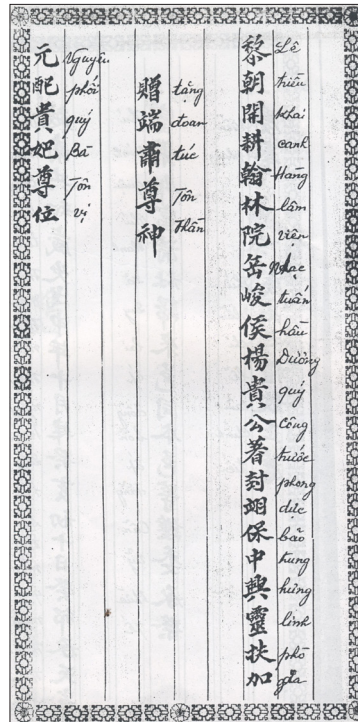 黎朝開耕翰林院岳峻侯楊貴公著封翊保中興靈扶加
Lê triều khai canh Hàng lâm viên Nhạc tuấn hầu Dương quý công trước phong dực bảo trung hưng linh phò gia
贈端肅尊神
tặng đoan túc Tôn thần
元配貴妃尊位
Nguyên phối quý Bà Tôn vị